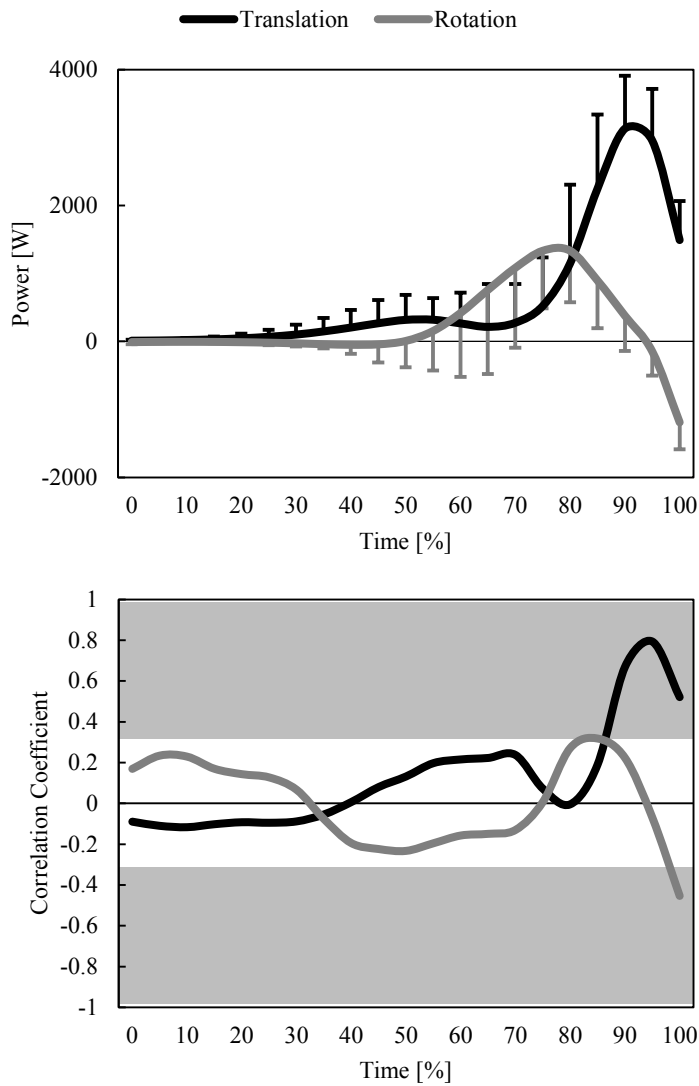 Translation Rotation
4000
2000
0
-2000
Power [W]
0 10 20 30 40 50 60 70 80 90 100
Time [%]
1
0.8
0.6
0.4
0.2
0
-0.2
-0.4
-0.6
-0.8
-1
Correlation Coefficient
0 10 20 30 40 50 60 70 80 90 100
Time [%]